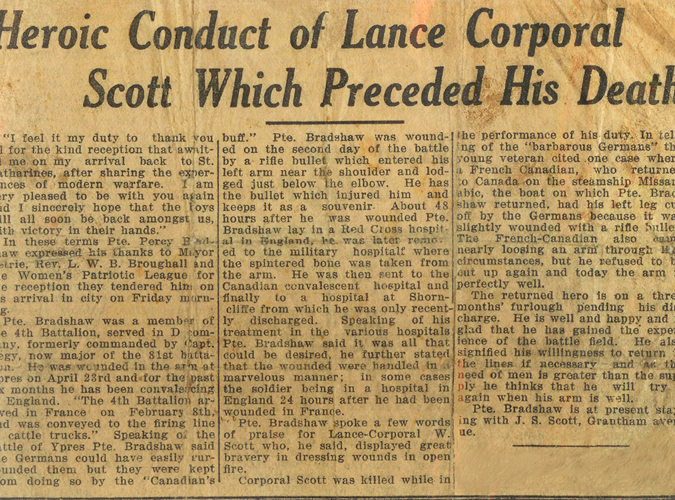 Heroic Conduct of Lance Corporal
Scott Which Preceded His Death
"I feel it my duty to thank you
for the kind reception that
me on my arrival back to St.
atharines, after sharing the exper-
nces of modern warfare. I am
ery pleased to be with you again
nd I sincerely hope that the boys
ill all soon be back amongst us,
ith victory in their hands."
In these terms Pte. Percy
aw expressed his thanks to Mayor
strie, Rev. L. W. B. Broughall and
e Women's Patriotic League for
e reception they tendered him on
s arrival in city on Friday morn-
g.
Pte. Bradshaw was a member of
e 4th Battalion, served in D com-
any, formerly commanded by Capt.
egy, now major of the 81st batta-
on. He was wounded in the arm at
pres on April 23rd and for the past
x months he has been convalescing
England. "The 4th Battalion ar-
ved in France on February 8th,
nd was conveyed to the firing line
cattle trucks." Speaking of the
attle of Ypres Pte. Bradshaw said
e Germans could have easily sur-
ounded them but they were kept
om doing so by the "Canadian's
buff." Pte. Bradshaw was wound-
ed on the second day of the battle
by a rifle bullet which entered his
left arm near the shoulder and lod-
ged just below the elbow. He has
the bullet which injured him and
keeps it as a souvenir. About 48
hours after he was wounded Pte.
Bradshaw lay in a Red Cross hospit-
al in England, he was later remov-
ed to the military hospital where
the splintered bone was taken from
the arm. He was then sent to the
Canadian convalescent hospital and
finally to a hospital at Shorn-
cliffe from which he was only recent-
ly discharged. Speaking of his
treatment in the various hospitals
Pte. Bradshaw said it was all that
could be desired, he further stated
that the wounded were handled in a
marvelous manner; in some cases
the soldier being in a hospital in
England 24 hours after he had been
wounded in France.
Pte. Bradshaw spoke a few words
of praise for Lance-Corporal W.
Scott who, he said, displayed great
bravery in dressing wounds in open
fire.
Corporal Scott was killed while in
the performance of his duty. In tell
ing of the "barbarous Germans" th
young veteran cited one case wher
a French Canadian, who returne
to Canada on the steamship Missan
abic, the boat on which Pte. Brad
shaw returned, had his left leg cu
off by the Germans because it wa
slightly wounded with a rifle bulle
The French-Canadian also came
nearly loosing an arm through
circumstances, but he refused to
cut up again and today the arm
perfectly well.
The returned hero is on a thre
months' furlough pending his dis
charge. He is well and happy and
glad that he has gained the exper
ience of the battle field. He als
signified his willingness to return
the lines if necessary and as th
need of men is greater than the sup
ply he thinks that he will try
again when his arm is well.
Pte. Bradshaw is at present stay
ing with J. S. Scott, Grantham aven
ue.